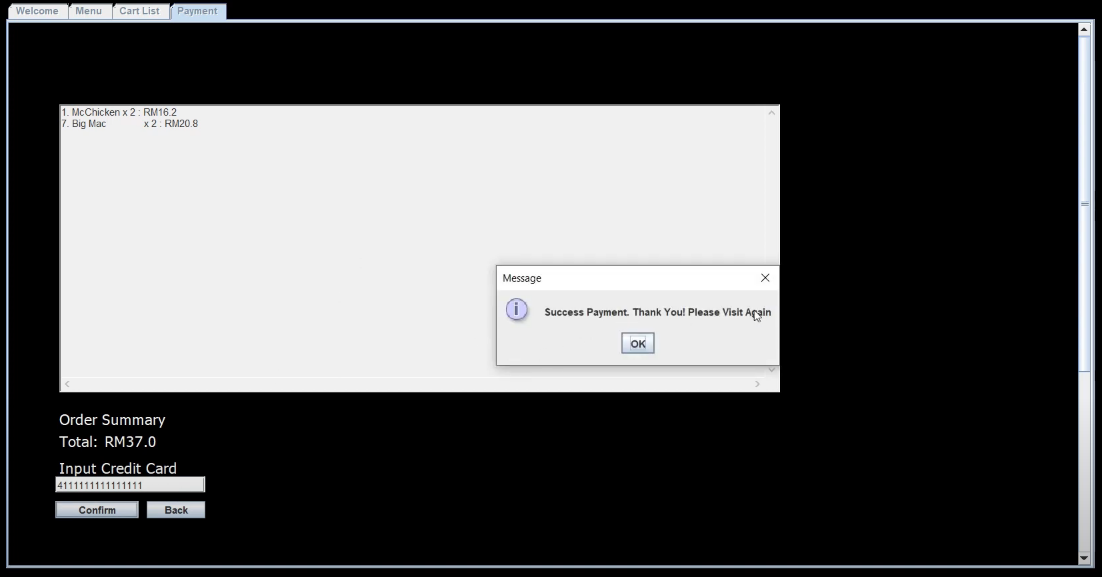 Welcome Menu Cart List Payment
1. McChicken x 2 : RM16.2
7. Big Mac x 2 : RM20.8
Message
i Success Payment. Thank You! Please Visit Again
OK
Order Summary
Total: RM37.0
Input Credit Card
4111111111111111
Confirm Back